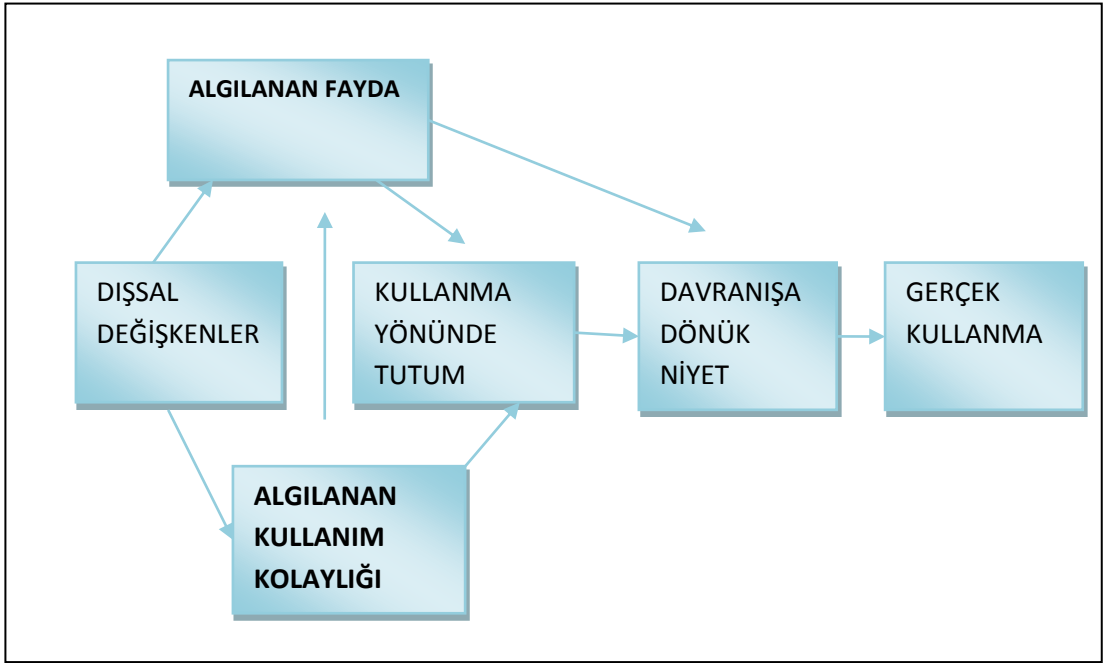 ALGILANAN FAYDA
DIŞSAL
DEĞİŞKENLER
KULLANMA
YÖNÜNDE
TUTUM
DAVRANIŞA
DÖNÜK
NİYET
GERÇEK
KULLANMA
ALGILANAN
KULLANIM
KOLAYLIĞI